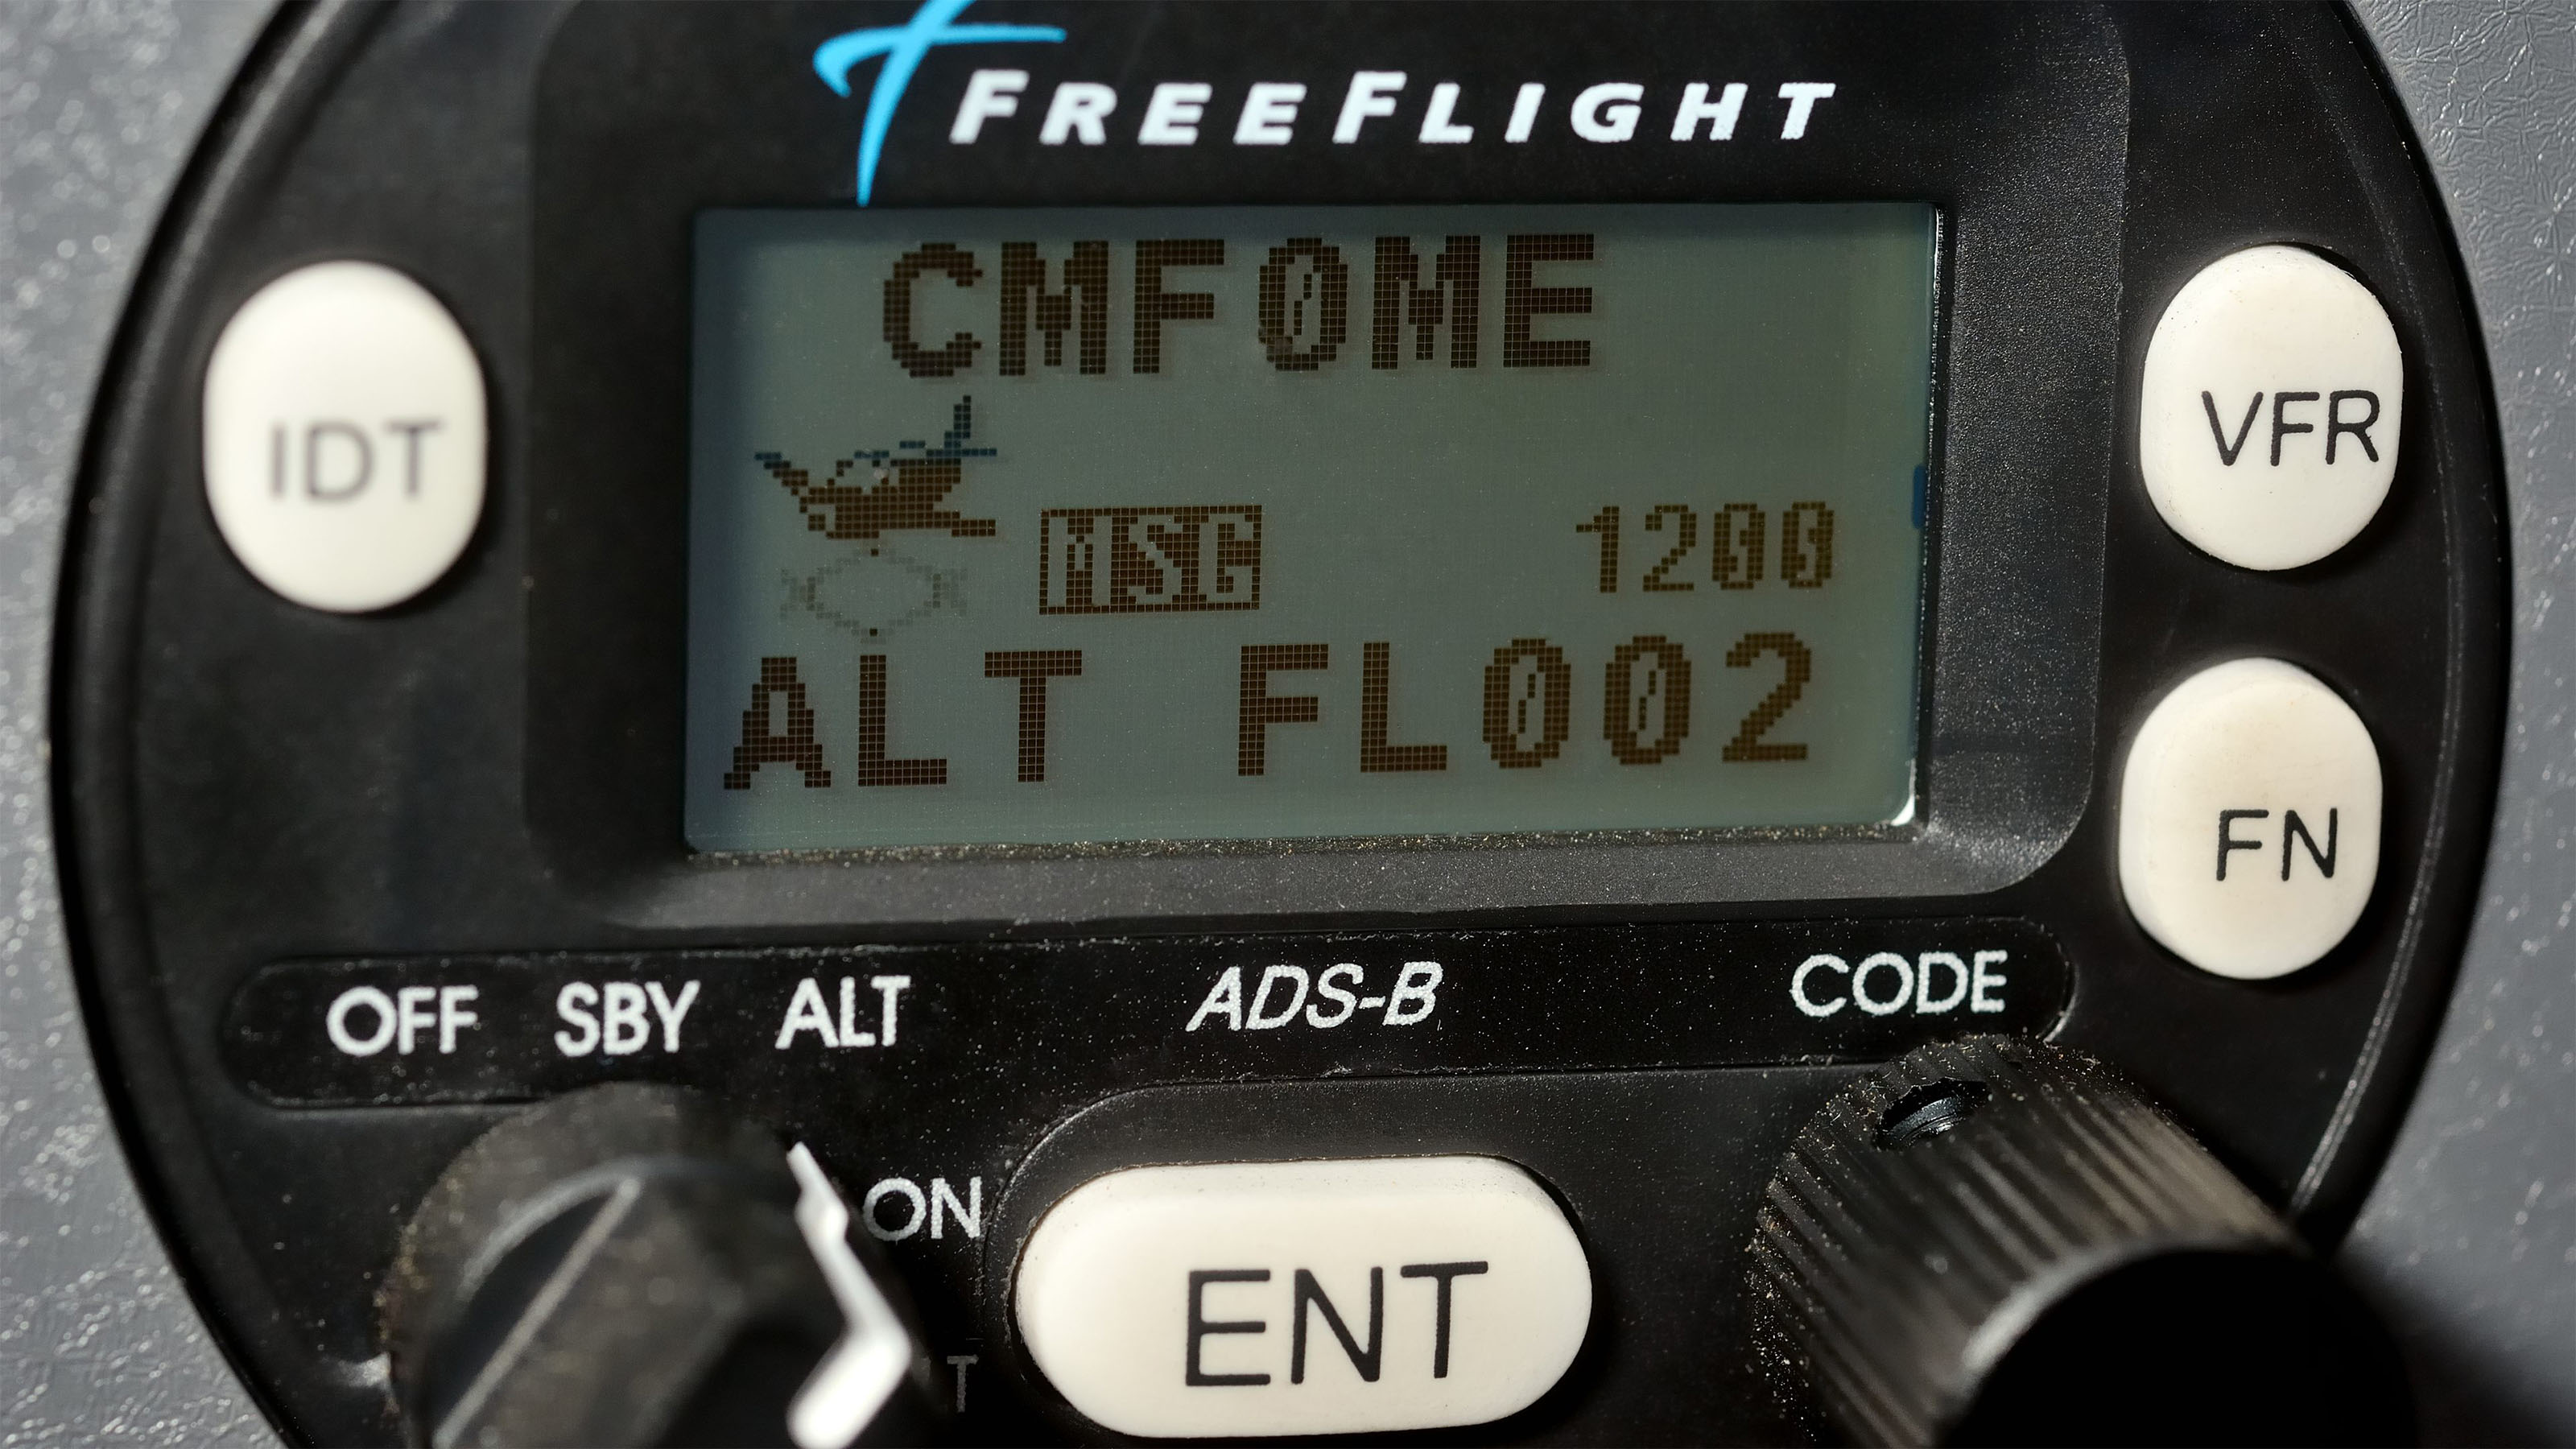 FREEFLIGHT
CMF0ME
IDT
VFR
MSG 1200
ALT FL002
FN
OFF SBY ALT ADS-B CODE
ON
ENT
T